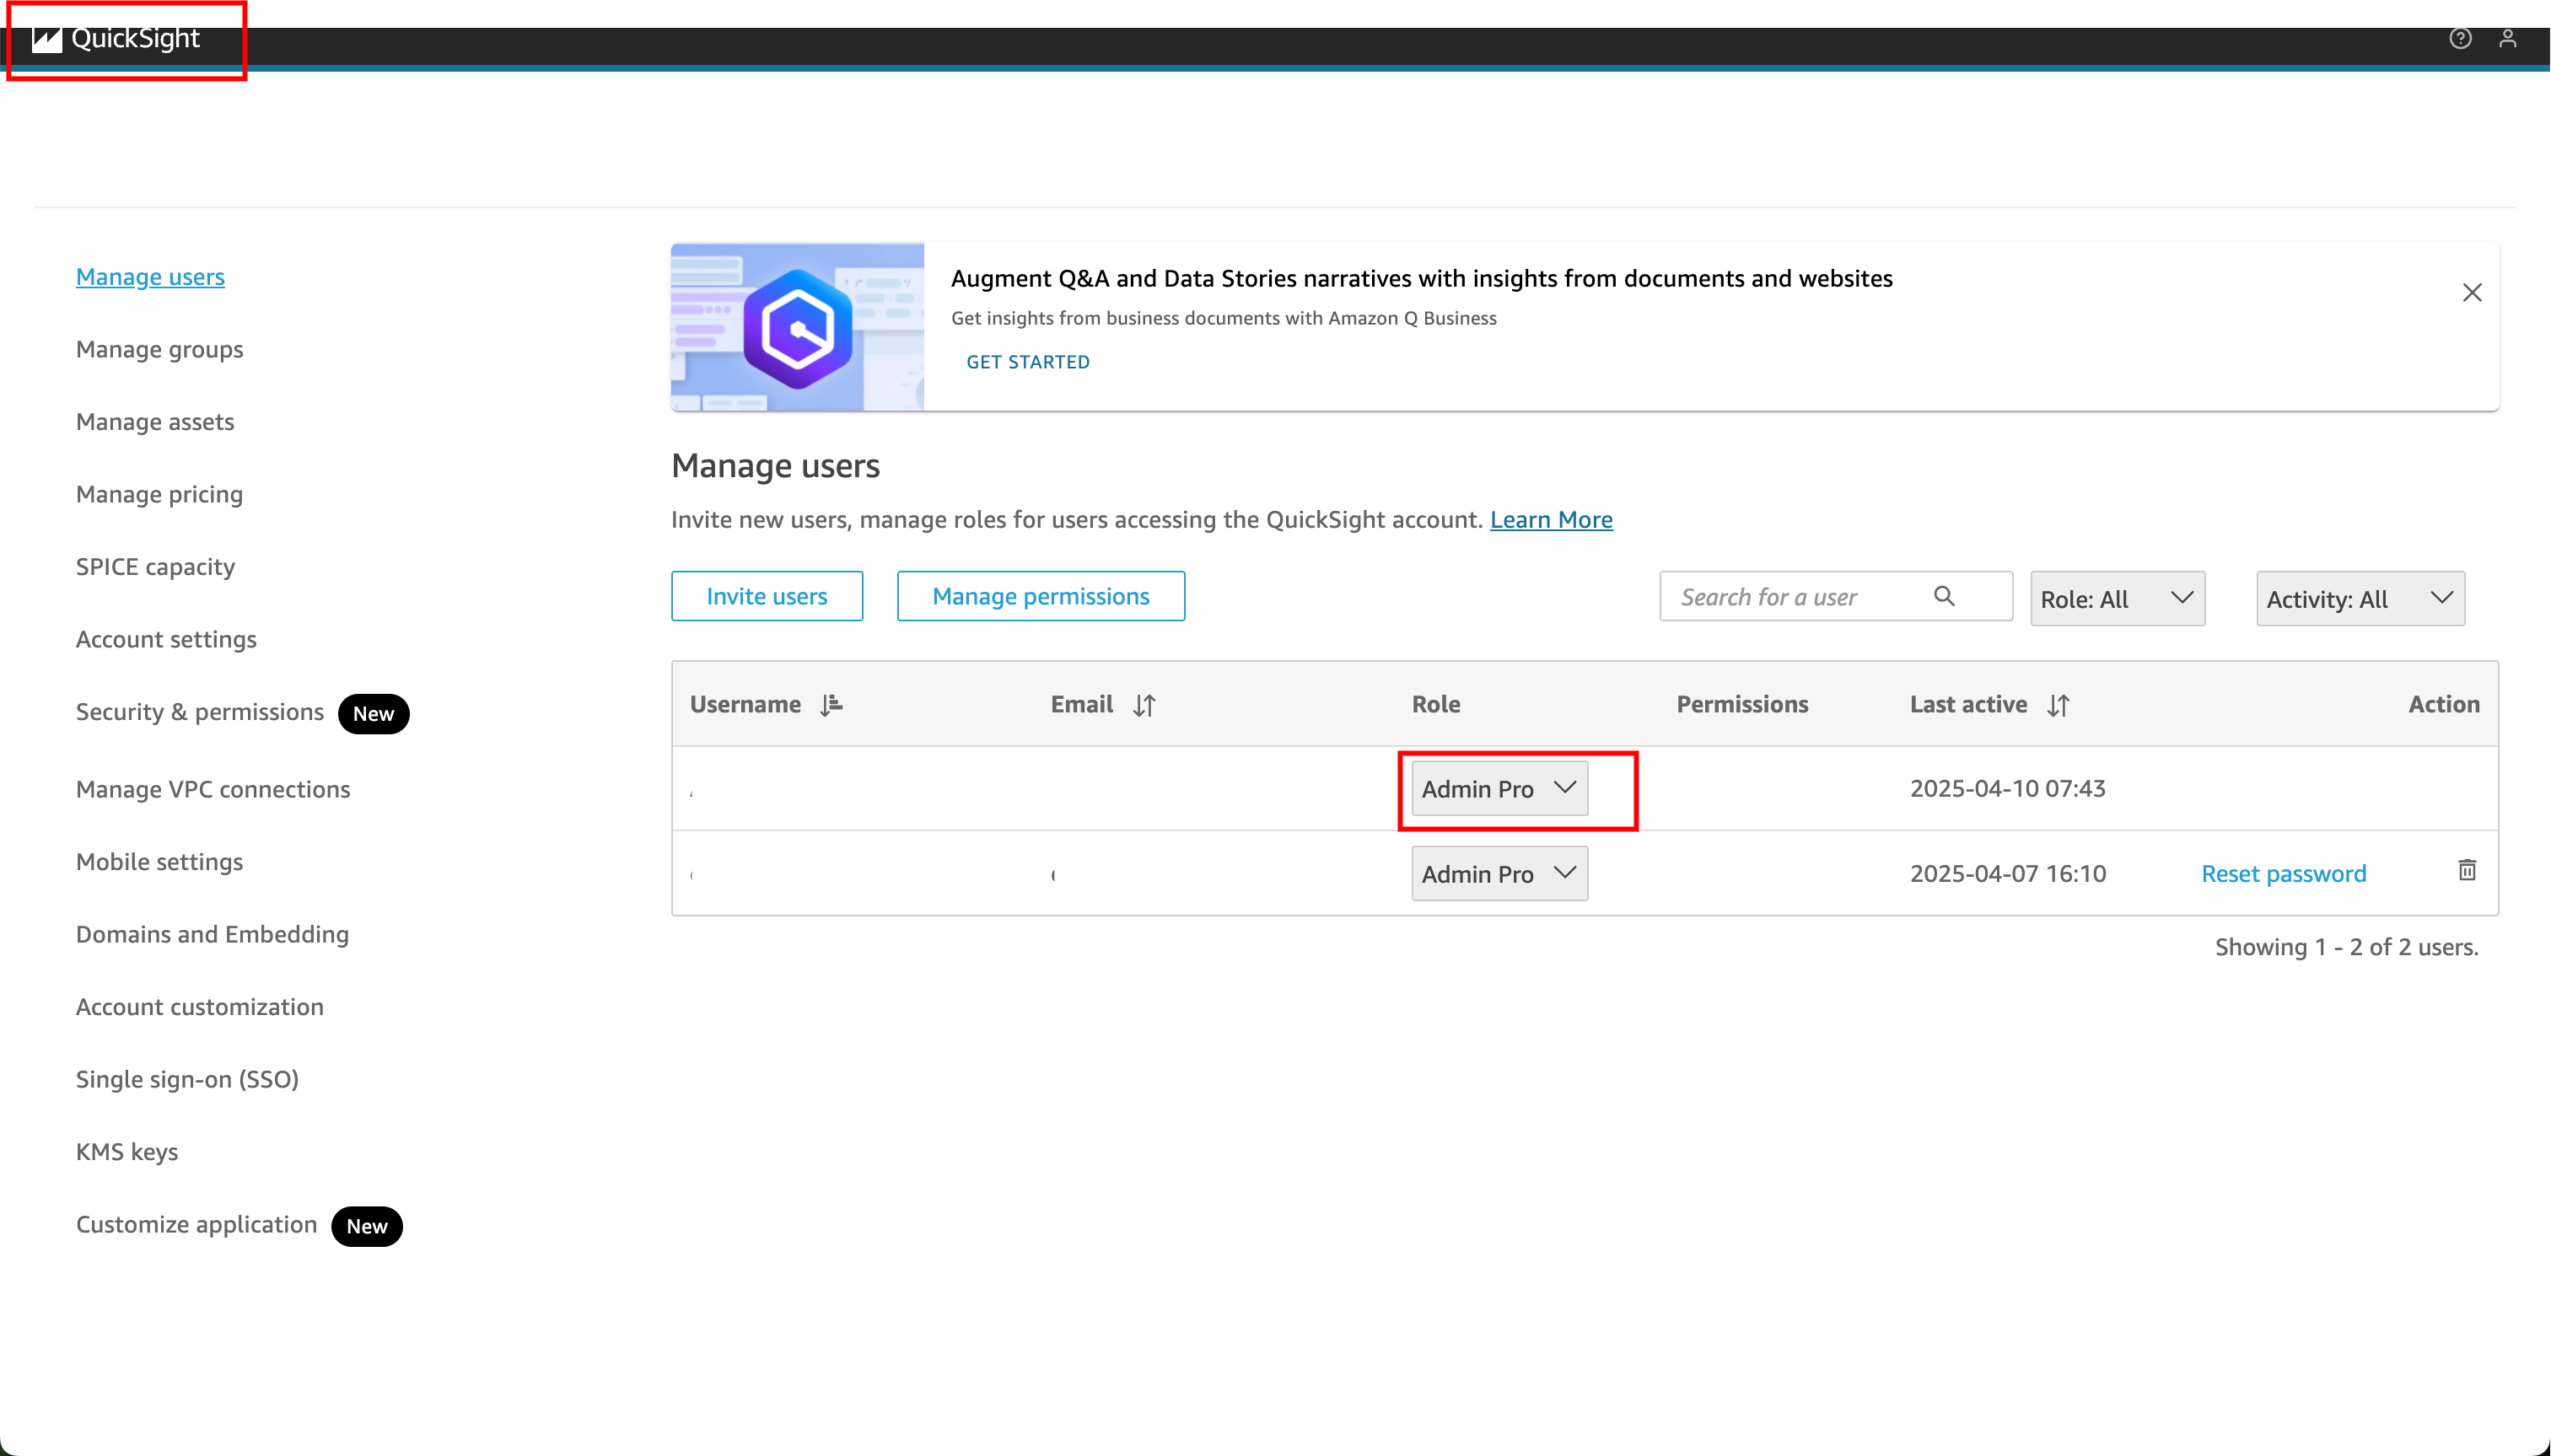 QuickSight
Manage users
Manage groups
Manage assets
Manage pricing
SPICE capacity
Account settings
Security & permissions New
Manage VPC connections
Mobile settings
Domains and Embedding
Account customization
Single sign-on (SSO)
KMS keys
Customize application New
Augment Q&A and Data Stories narratives with insights from documents and websites
Get insights from business documents with Amazon Q Business
GET STARTED
Manage users
Invite new users, manage roles for users accessing the QuickSight account. Learn More
Invite users Manage permissions Search for a user Role: All Activity: All
Username Email Role Permissions Last active Action
Admin Pro 2025-04-10 07:43
Admin Pro 2025-04-07 16:10 Reset password
Showing 1 - 2 of 2 users.